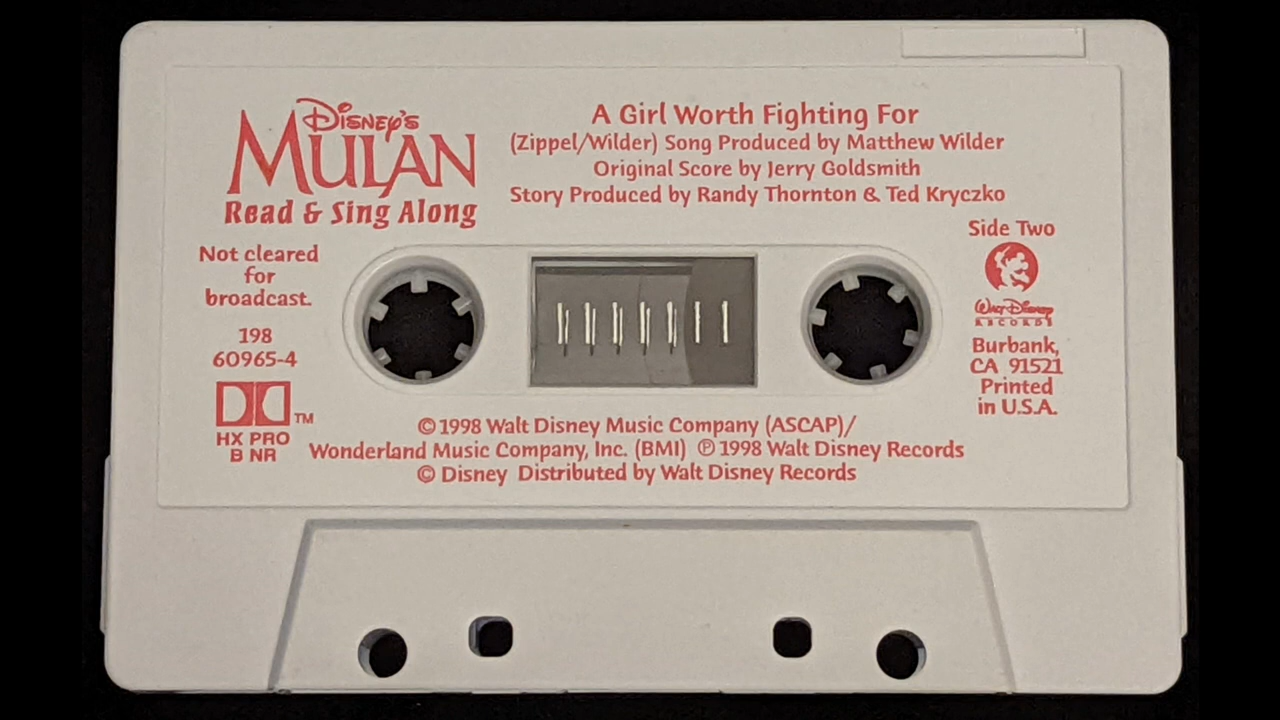 Disney's
MULAN
Read & Sing Along
A Girl Worth Fighting For
(Zippel/Wilder) Song Produced by Matthew Wilder
Original Score by Jerry Goldsmith
Story Produced by Randy Thornton & Ted Kryczko
Side Two
Not cleared
for
broadcast.
198
60965-4
TM
HX PRO
B NR
WALT DISNEY
RECORDS
Burbank,
CA 91521
Printed
in U.S.A.
©1998 Walt Disney Music Company (ASCAP)/
Wonderland Music Company, Inc. (BMI) ℗1998 Walt Disney Records
© Disney Distributed by Walt Disney Records